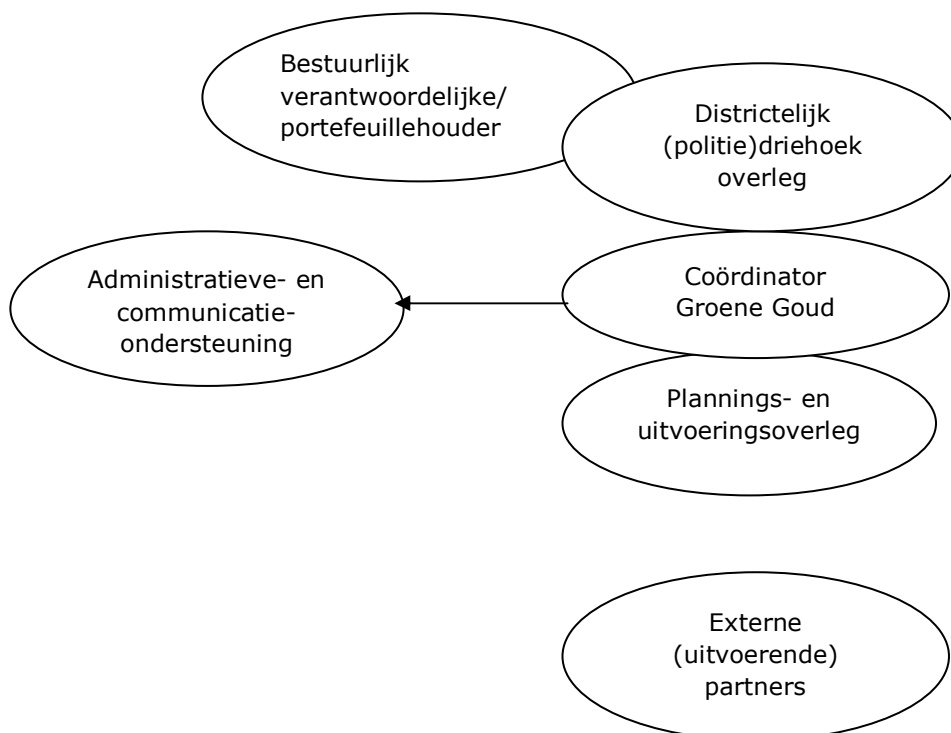 Bestuurlijk
verantwoordelijke/
portefeuillehouder
Districtelijk
(politie)driehoek
overleg
Administratieve- en
communicatie-
ondersteuning
Coördinator
Groene Goud
Plannings- en
uitvoeringsoverleg
Externe
(uitvoerende)
partners